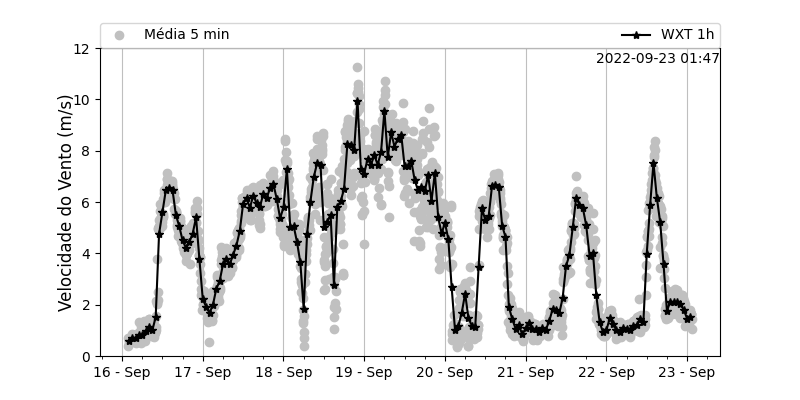 Média 5 min
WXT 1h
2022-09-23 01:47
Velocidade do Vento (m/s)
12
10
8
6
4
2
0
16 - Sep
17 - Sep
18 - Sep
19 - Sep
20 - Sep
21 - Sep
22 - Sep
23 - Sep